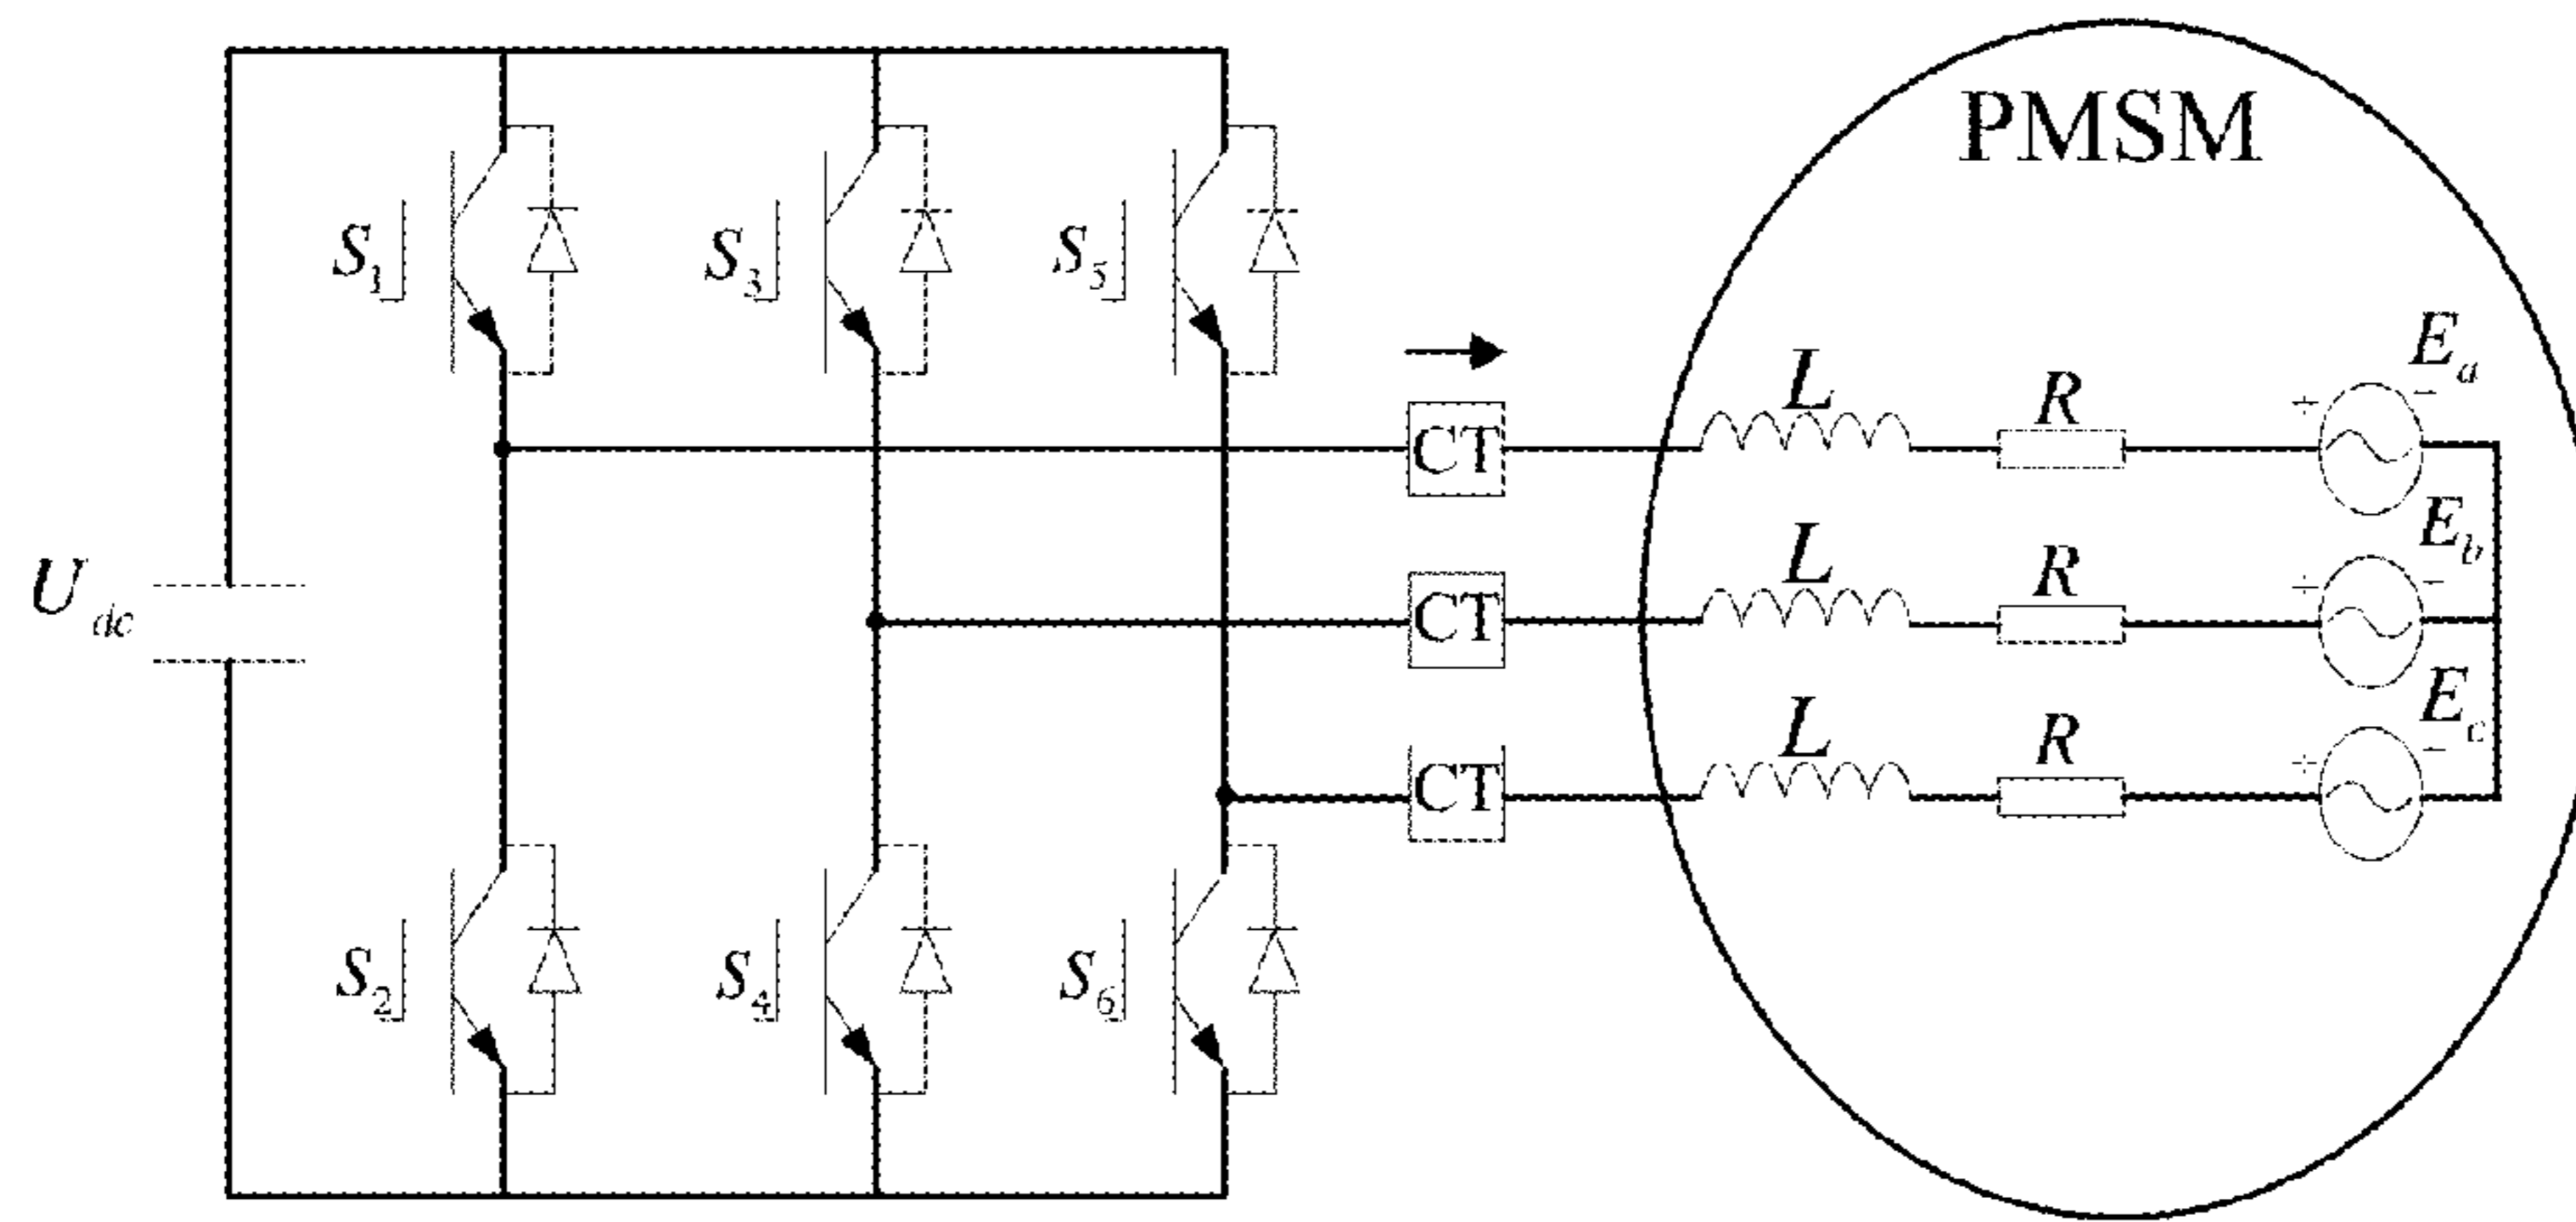 PMSM
S1 S3 S5
Ea
L R
+ -
CT
Eb
L R
+ -
Udc
CT
Ec
L R
+ -
CT
S2 S4 S6